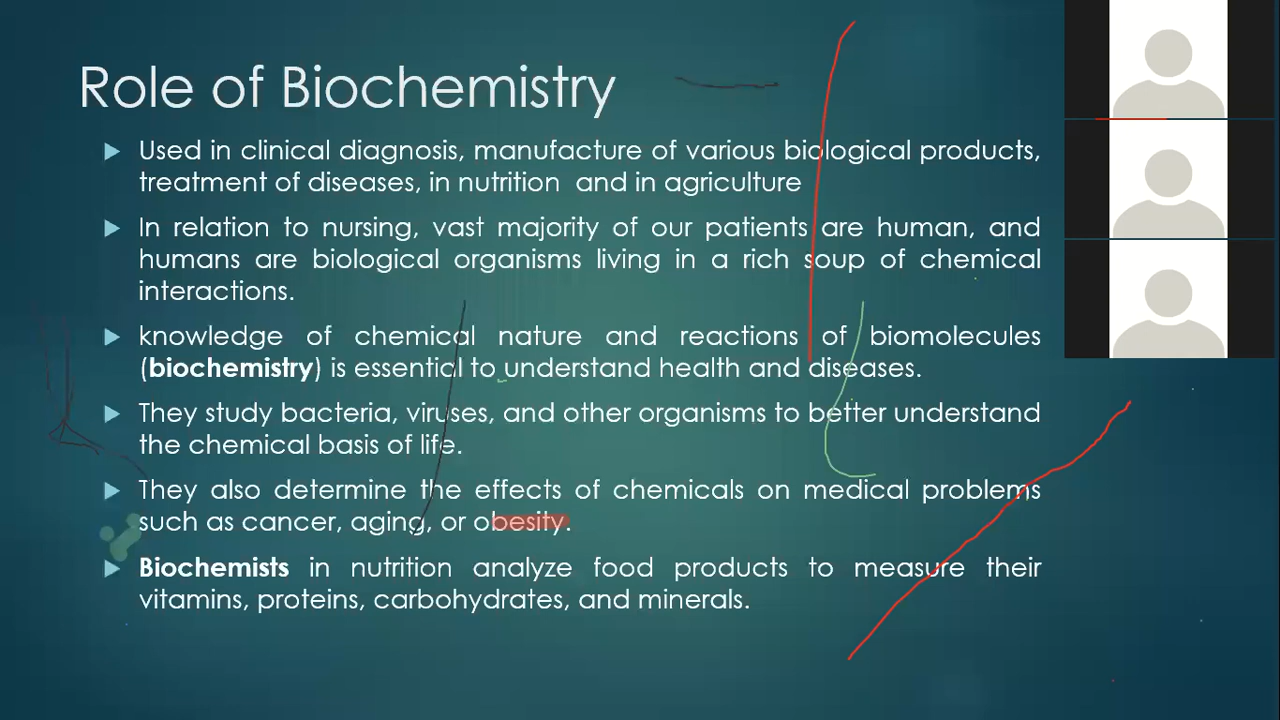 Role of Biochemistry
Used in clinical diagnosis, manufacture of various biological products,
treatment of diseases, in nutrition and in agriculture
In relation to nursing, vast majority of our patients are human, and
humans are biological organisms living in a rich soup of chemical
interactions.
knowledge of chemical nature and reactions of biomolecules
(biochemistry) is essential to understand health and diseases.
They study bacteria, viruses, and other organisms to better understand
the chemical basis of life.
They also determine the effects of chemicals on medical problems
such as cancer, aging, or obesity.
Biochemists in nutrition analyze food products to measure their
vitamins, proteins, carbohydrates, and minerals.